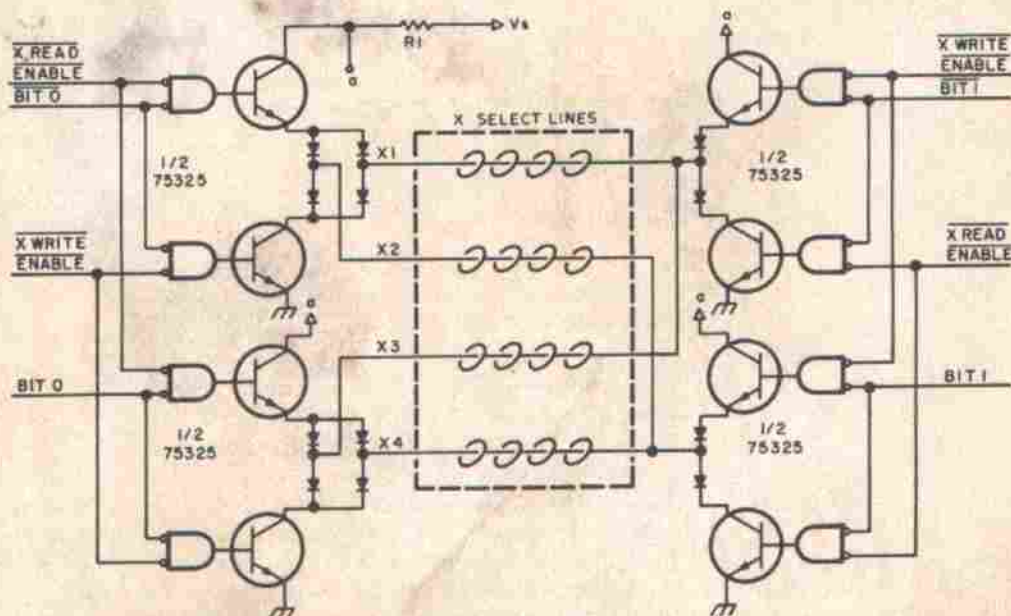 Vs
R1
a
a
X READ
ENABLE
BIT 0
X WRITE
ENABLE
BIT 1
X SELECT LINES
1/2
75325
X1
1/2
75325
X WRITE
ENABLE
X2
X READ
ENABLE
a
a
X3
BIT 0
BIT 1
1/2
75325
X4
1/2
75325